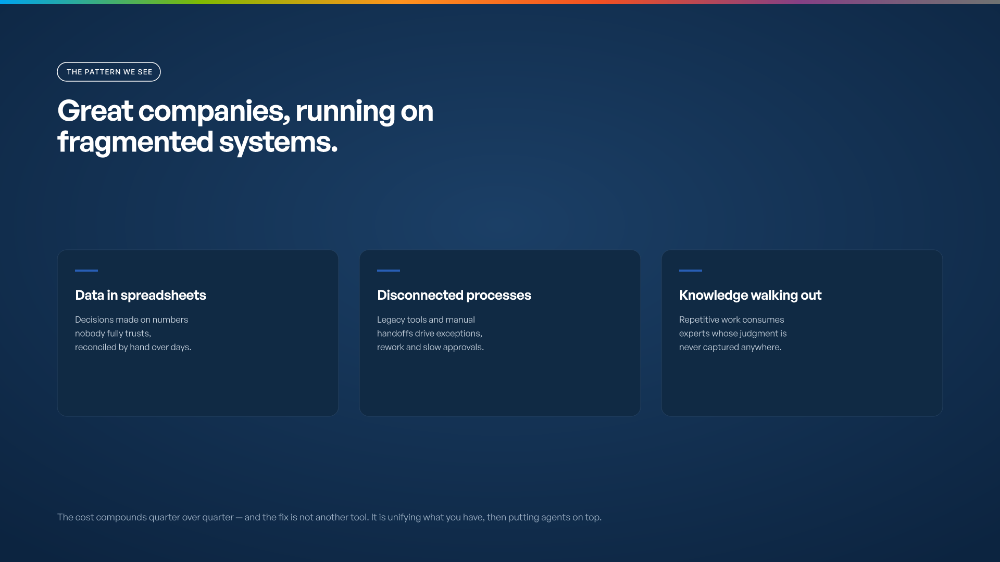 THE PATTERN WE SEE
Great companies, running on
fragmented systems.
Data in spreadsheets
Decisions made on numbers
nobody fully trusts,
reconciled by hand over days.
Disconnected processes
Legacy tools and manual
handoffs drive exceptions,
rework and slow approvals.
Knowledge walking out
Repetitive work consumes
experts whose judgment is
never captured anywhere.
The cost compounds quarter over quarter — and the fix is not another tool. It is unifying what you have, then putting agents on top.